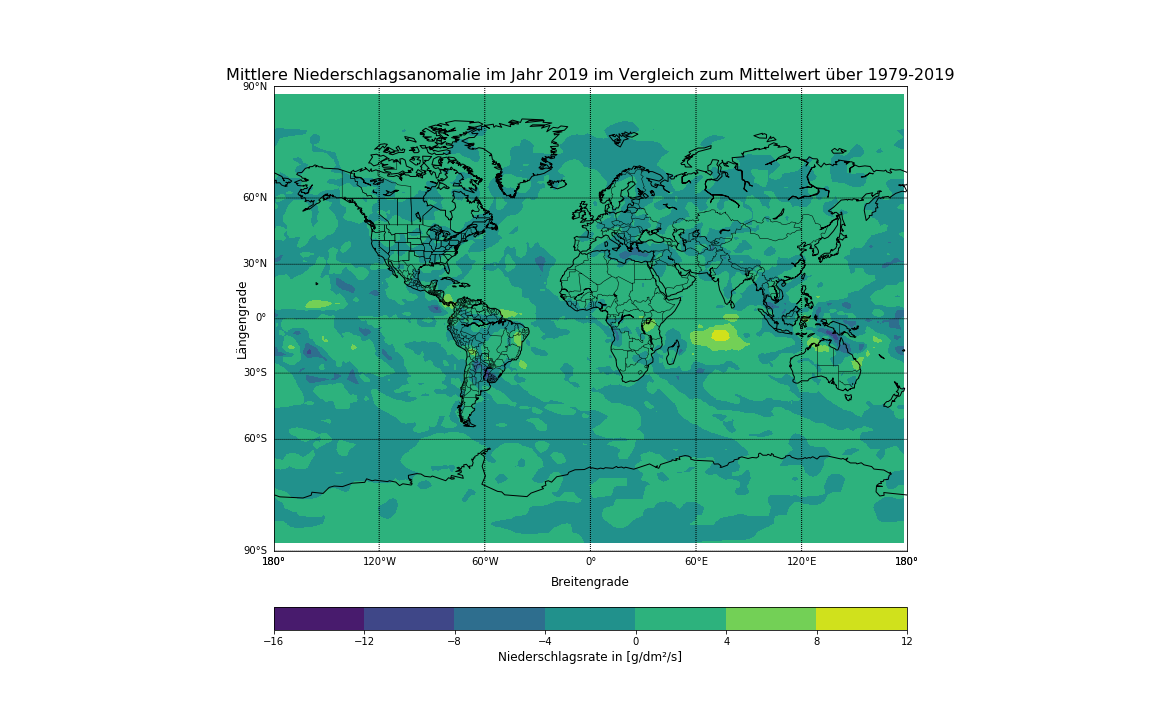 Mittlere Niederschlagsanomalie im Jahr 2019 im Vergleich zum Mittelwert über 1979-2019
90°N
60°N
30°N
0°
30°S
60°S
90°S
Längengrade
180° 120°W 60°W 0° 60°E 120°E 180°
Breitengrade
−16 −12 −8 −4 0 4 8 12
Niederschlagsrate in [g/dm²/s]